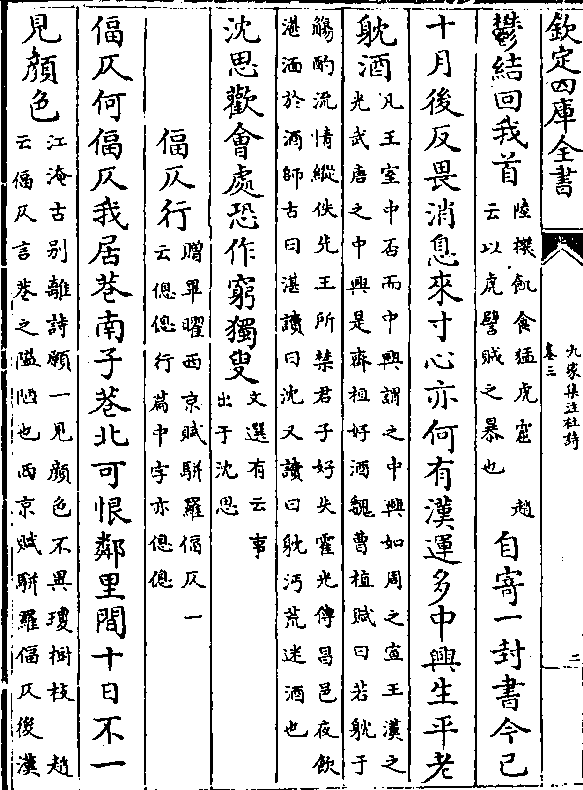 欽定四庫全書
九家集注杜詩
卷三
二
鬱結回我首陸機飢食猛虎窟 趙
云以虎譬賊之暴也自寄一封書今已
十月後反畏消息來寸心亦何有漢運多中興生平老
躭酒凡王室中否而中興謂之中興如周之宣王漢之
光武唐之中興是齊桓好酒魏曹植賦曰若躭于
觴酌流情縱佚先王所禁君子好失霍光傳昌邑夜飲
湛湎於酒師古曰湛讀曰沈又讀曰躭沔荒迷酒也
沈思歡會處恐作窮獨叟文選有云事
出于沈思
偪仄行贈畢曜西京賦駢羅偪仄一
云偬偬行篇中字亦偬偬
偪仄何偪仄我居巷南子巷北可恨鄰里間十日不一
見顔色江淹古別離詩願一見顔色不異瓊樹枝 趙
云偪仄言巷之隘陋也西京賦駢羅偪仄後漢